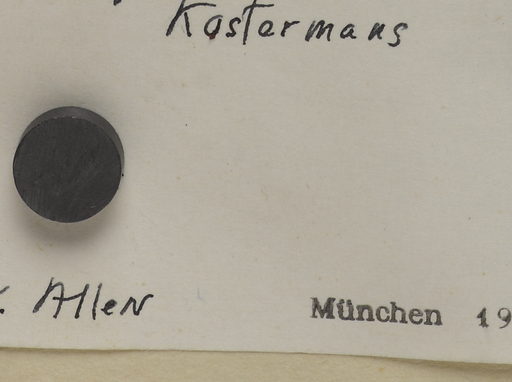 Kostermans
. Allen München 19